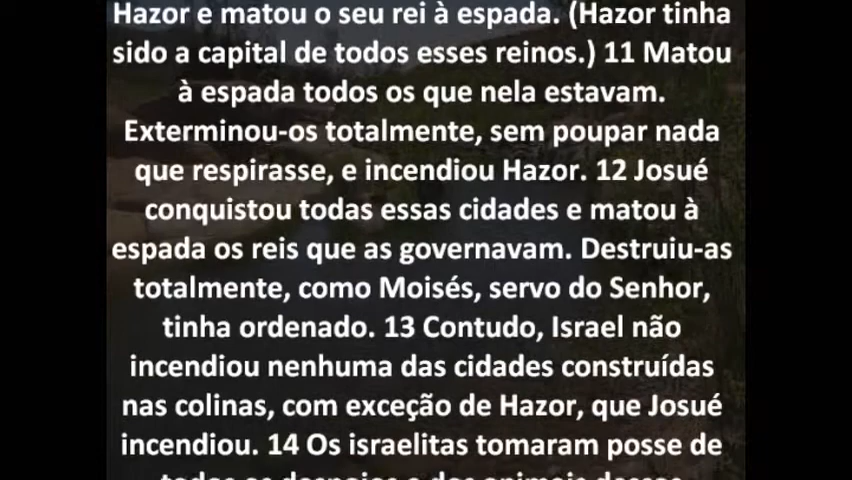 Hazor e matou o seu rei à espada. (Hazor tinha
sido a capital de todos esses reinos.) 11 Matou
à espada todos os que nela estavam.
Exterminou-os totalmente, sem poupar nada
que respirasse, e incendiou Hazor. 12 Josué
conquistou todas essas cidades e matou à
espada os reis que as governavam. Destruiu-as
totalmente, como Moisés, servo do Senhor,
tinha ordenado. 13 Contudo, Israel não
incendiou nenhuma das cidades construídas
nas colinas, com exceção de Hazor, que Josué
incendiou. 14 Os israelitas tomaram posse de